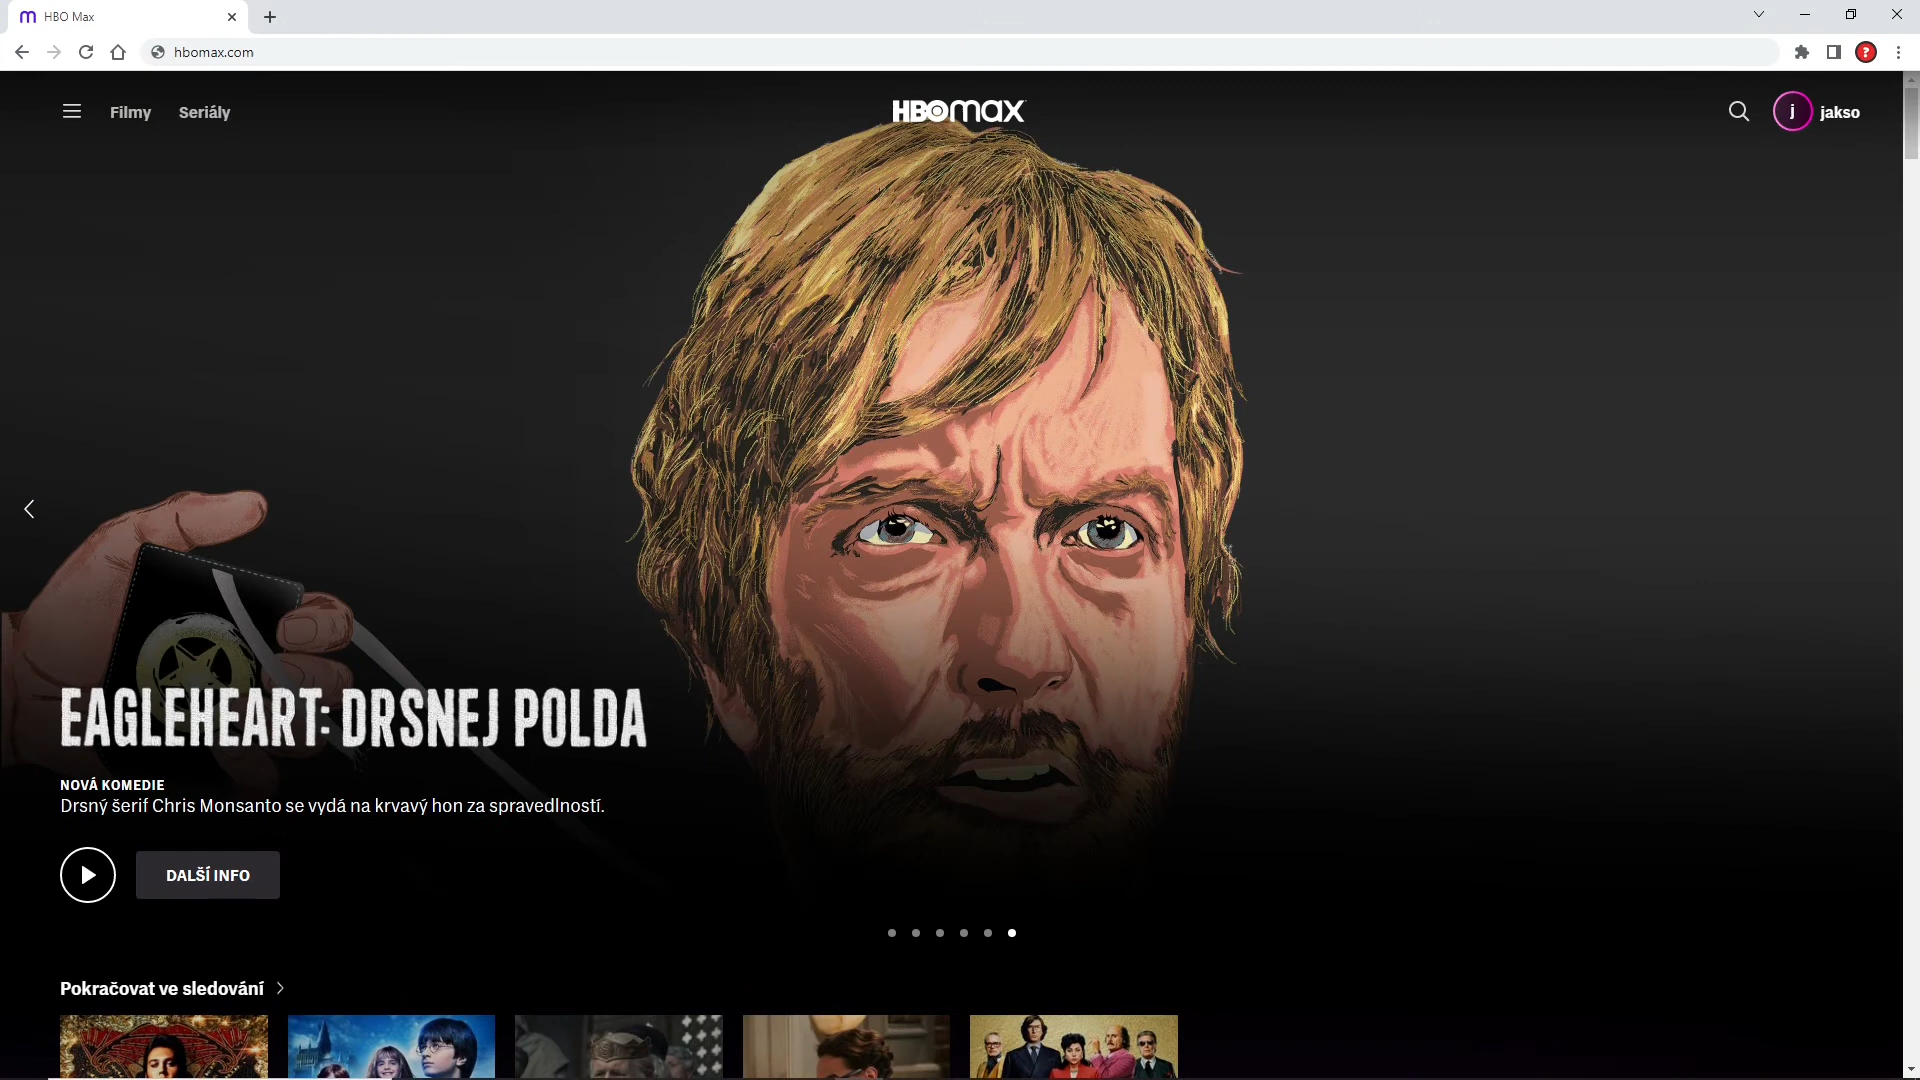 HBO Max
hbomax.com
?
Filmy
Seriály
HBOmax
j
jakso
EAGLEHEART: DRSNEJ POLDA
NOVÁ KOMEDIE
Drsný šerif Chris Monsanto se vydá na krvavý hon za spravedlností.
DALŠÍ INFO
Pokračovat ve sledování